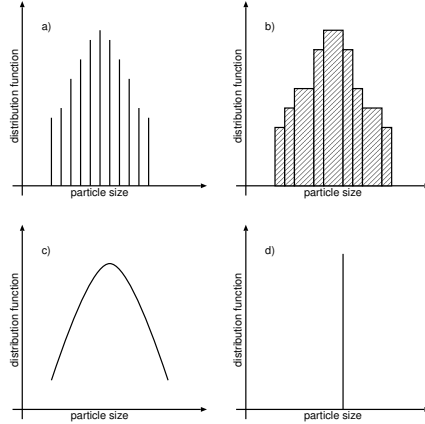 a)
distribution function
particle size
b)
distribution function
particle size
c)
distribution function
particle size
d)
distribution function
particle size